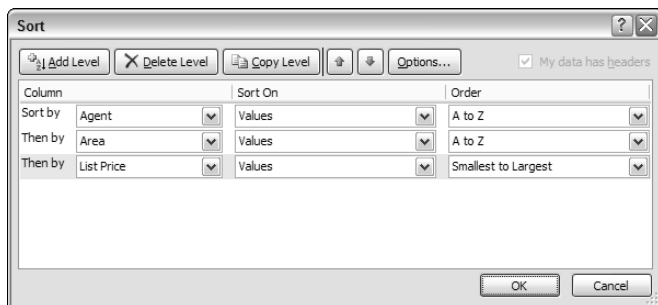 Sort
Add Level Delete Level Copy Level Options... My data has headers
Column Sort On Order
Sort by Agent Values A to Z
Then by Area Values A to Z
Then by List Price Values Smallest to Largest
OK Cancel